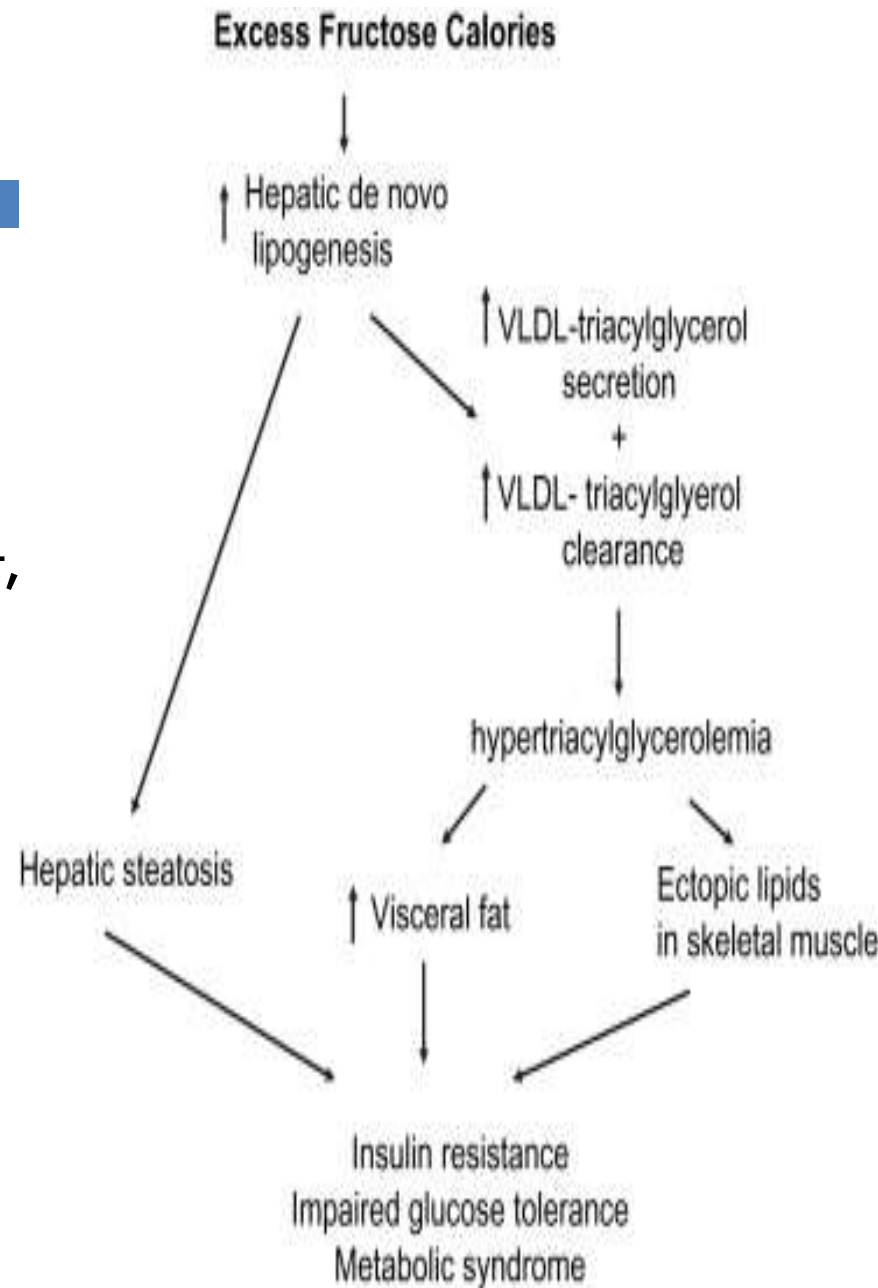 Excess Fructose Calories
↑ Hepatic de novo
lipogenesis
↑ VLDL-triacylglycerol
secretion
+
↑ VLDL- triacylglyerol
clearance
hypertriacylglycerolemia
Hepatic steatosis
↑ Visceral fat
Ectopic lipids
in skeletal muscle
Insulin resistance
Impaired glucose tolerance
Metabolic syndrome